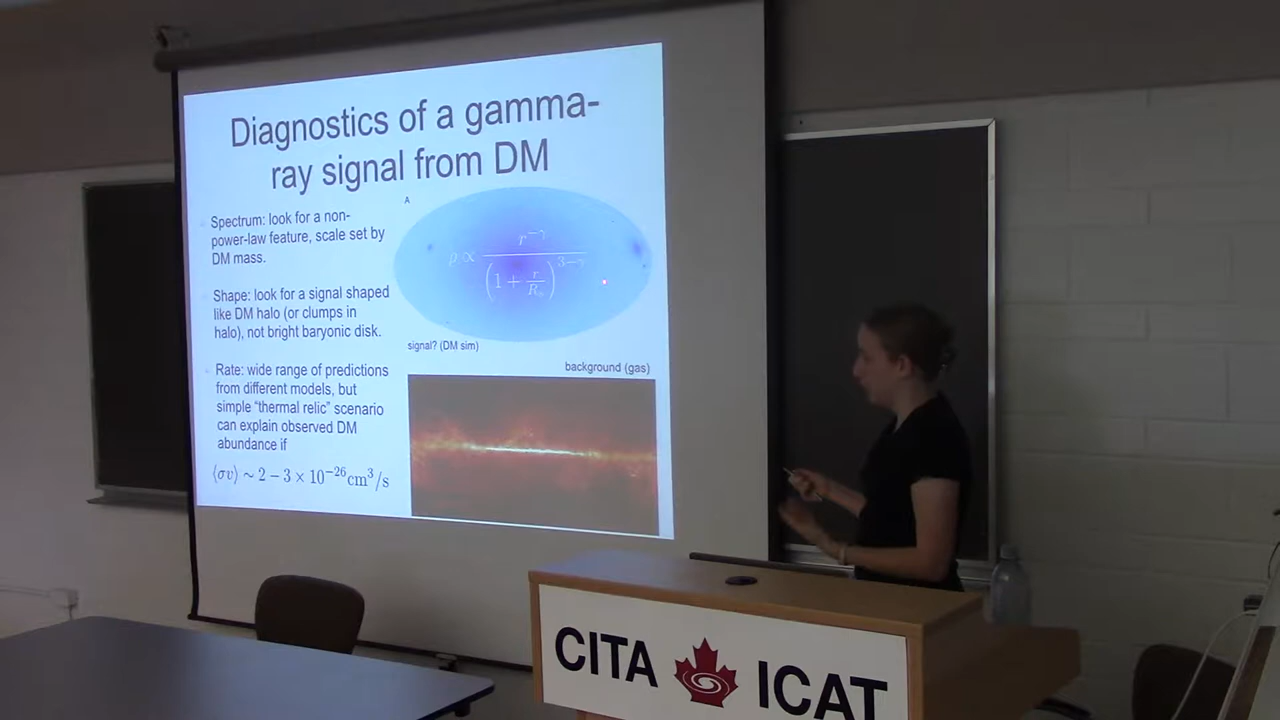 Diagnostics of a gamma-
ray signal from DM
Spectrum: look for a non-
power-law feature, scale set by
DM mass.
Shape: look for a signal shaped
like DM halo (or clumps in
halo), not bright baryonic disk.
Rate: wide range of predictions
from different models, but
simple "thermal relic" scenario
can explain observed DM
abundance if
⟨σv⟩ ~ 2 − 3 × 10⁻²⁶cm³/s
A
ρ ∝ r^−γ / (1 + r/R_s)^3−γ
signal? (DM sim)
background (gas)
CITA ICAT